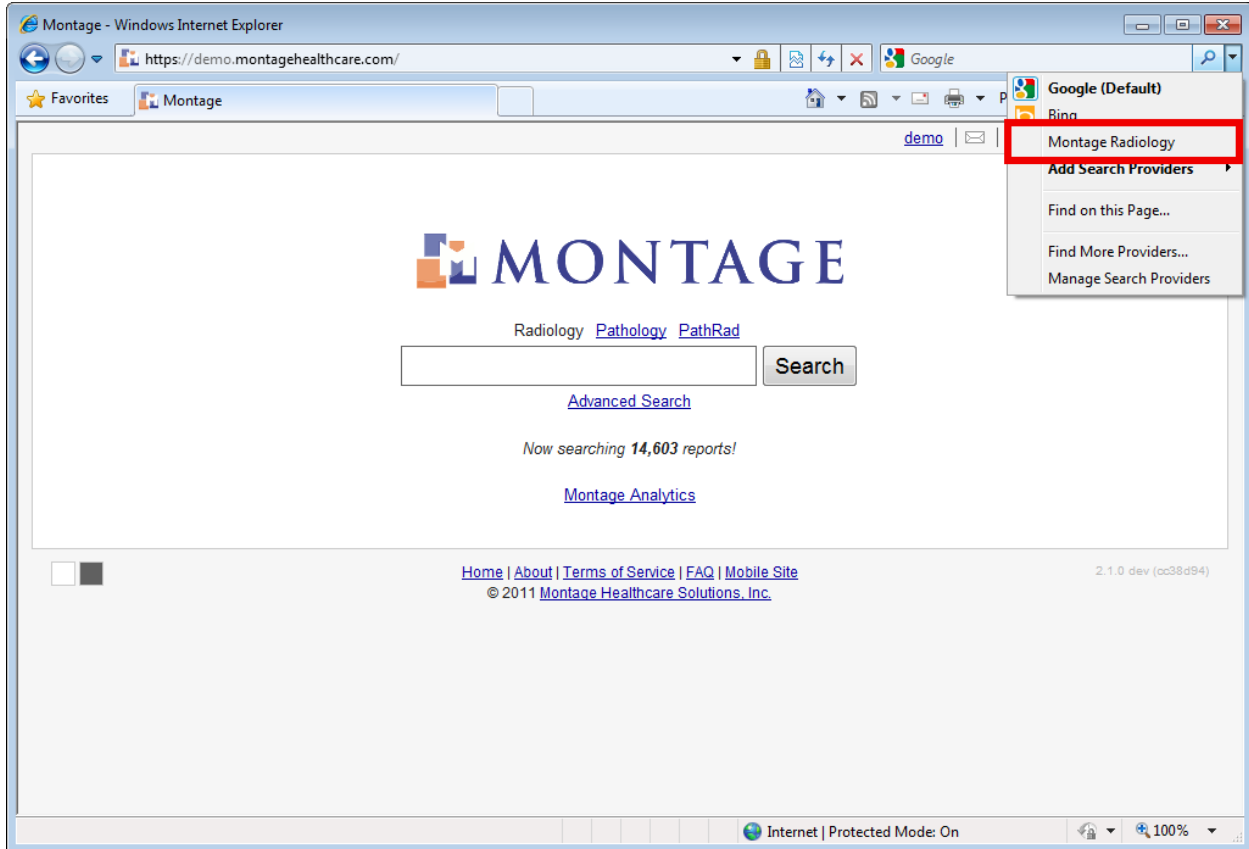 Montage - Windows Internet Explorer
https://demo.montagehealthcare.com/
Google
Favorites
Montage
P
Google (Default)
Bing
Montage Radiology
Add Search Providers
Find on this Page...
Find More Providers...
Manage Search Providers
demo | |
MONTAGE
Radiology Pathology PathRad
Search
Advanced Search
Now searching 14,603 reports!
Montage Analytics
Home | About | Terms of Service | FAQ | Mobile Site
© 2011 Montage Healthcare Solutions, Inc.
2.1.0 dev (cc38d94)
Internet | Protected Mode: On
100%